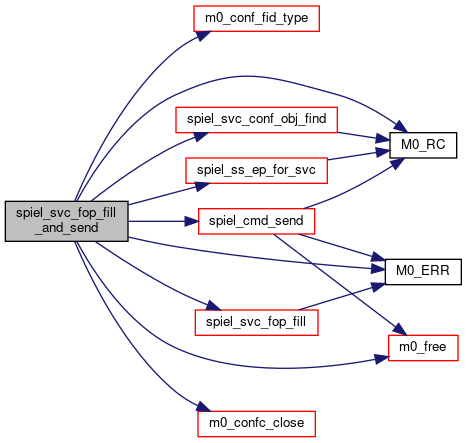 m0_conf_fid_type
spiel_svc_conf_obj_find
M0_RC
spiel_ss_ep_for_svc
spiel_svc_fop_fill
_and_send
spiel_cmd_send
M0_ERR
spiel_svc_fop_fill
m0_free
m0_confc_close